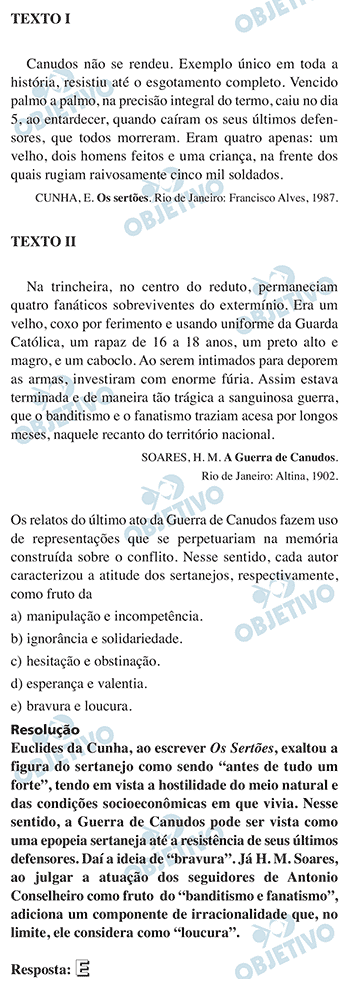 TEXTO I
Canudos não se rendeu. Exemplo único em toda a
história, resistiu até o esgotamento completo. Vencido
palmo a palmo, na precisão integral do termo, caiu no dia
5, ao entardecer, quando caíram os seus últimos defen-
sores, que todos morreram. Eram quatro apenas: um
velho, dois homens feitos e uma criança, na frente dos
quais rugiam raivosamente cinco mil soldados.
CUNHA, E. Os sertões. Rio de Janeiro: Francisco Alves, 1987.
TEXTO II
Na trincheira, no centro do reduto, permaneciam
quatro fanáticos sobreviventes do extermínio. Era um
velho, coxo por ferimento e usando uniforme da Guarda
Católica, um rapaz de 16 a 18 anos, um preto alto e
magro, e um caboclo. Ao serem intimados para deporem
as armas, investiram com enorme fúria. Assim estava
terminada e de maneira tão trágica a sanguinosa guerra,
que o banditismo e o fanatismo traziam acesa por longos
meses, naquele recanto do território nacional.
SOARES, H. M. A Guerra de Canudos.
Rio de Janeiro: Altina, 1902.
Os relatos do último ato da Guerra de Canudos fazem uso
de representações que se perpetuariam na memória
construída sobre o conflito. Nesse sentido, cada autor
caracterizou a atitude dos sertanejos, respectivamente,
como fruto da
a) manipulação e incompetência.
b) ignorância e solidariedade.
c) hesitação e obstinação.
d) esperança e valentia.
e) bravura e loucura.
Resolução
Euclides da Cunha, ao escrever Os Sertões, exaltou a
figura do sertanejo como sendo “antes de tudo um
forte”, tendo em vista a hostilidade do meio natural e
das condições socioeconômicas em que vivia. Nesse
sentido, a Guerra de Canudos pode ser vista como
uma epopeia sertaneja até a resistência de seus últimos
defensores. Daí a ideia de “bravura”. Já H. M. Soares,
ao julgar a atuação dos seguidores de Antonio
Conselheiro como fruto do “banditismo e fanatismo”,
adiciona um componente de irracionalidade que, no
limite, ele considera como “loucura”.
Resposta: E
OBJETIVO
OBJETIVO
OBJETIVO
OBJETIVO
OBJETIVO
OBJETIVO
OBJETIVO
OBJETIVO
OBJETIVO
OBJETIVO
OBJETIVO